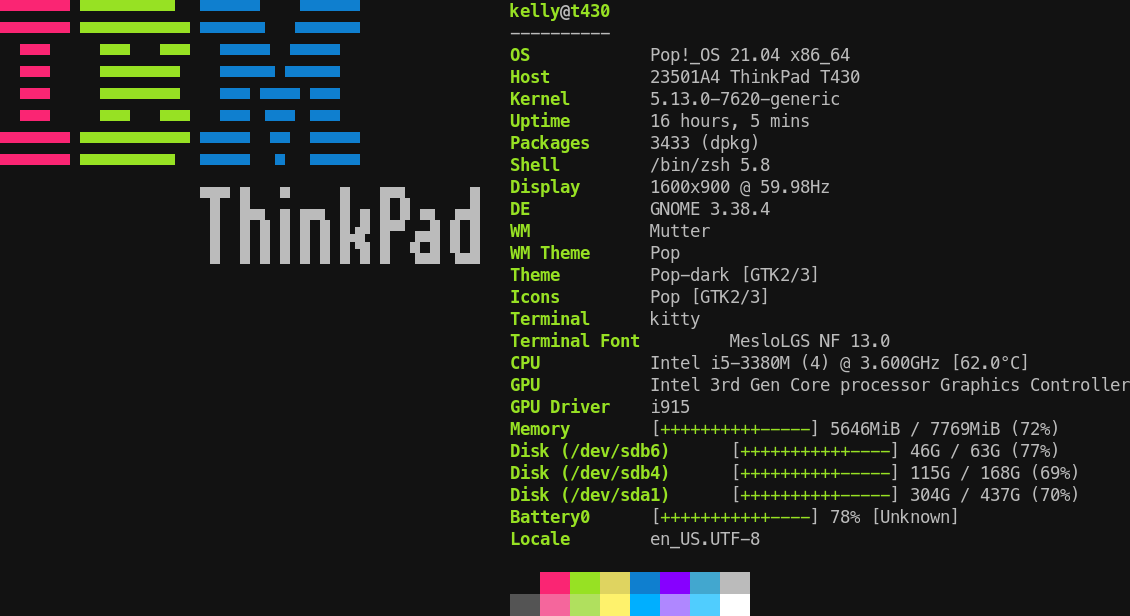 IBM
ThinkPad
kelly@t430
----------
OS Pop!_OS 21.04 x86_64
Host 23501A4 ThinkPad T430
Kernel 5.13.0-7620-generic
Uptime 16 hours, 5 mins
Packages 3433 (dpkg)
Shell /bin/zsh 5.8
Display 1600x900 @ 59.98Hz
DE GNOME 3.38.4
WM Mutter
WM Theme Pop
Theme Pop-dark [GTK2/3]
Icons Pop [GTK2/3]
Terminal kitty
Terminal Font MesloLGS NF 13.0
CPU Intel i5-3380M (4) @ 3.600GHz [62.0°C]
GPU Intel 3rd Gen Core processor Graphics Controller
GPU Driver i915
Memory [++++++++++-----] 5646MiB / 7769MiB (72%)
Disk (/dev/sdb6) [+++++++++++----] 46G / 63G (77%)
Disk (/dev/sdb4) [++++++++++-----] 115G / 168G (69%)
Disk (/dev/sda1) [++++++++++-----] 304G / 437G (70%)
Battery0 [+++++++++++----] 78% [Unknown]
Locale en_US.UTF-8